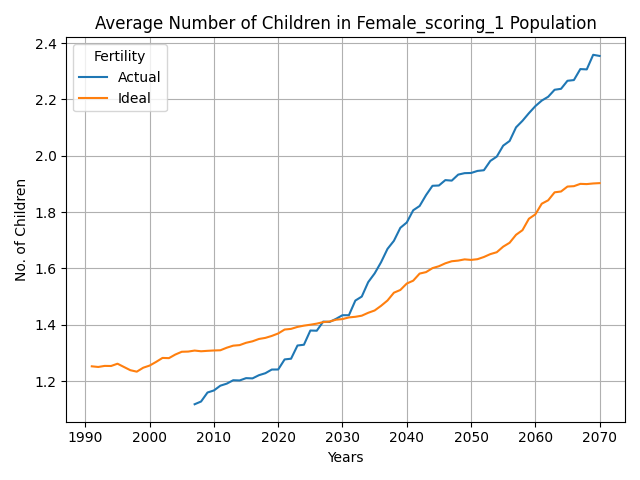 Average Number of Children in Female_scoring_1 Population
Fertility
Actual
Ideal
No. of Children
2.4
2.2
2.0
1.8
1.6
1.4
1.2
1990 2000 2010 2020 2030 2040 2050 2060 2070
Years